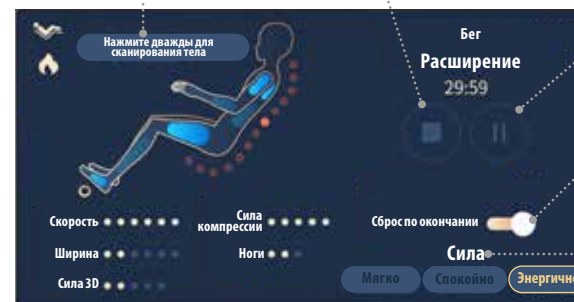 Нажмите дважды для
сканирования тела
Бег
Расширение
29:59
Скорость
Сила
компрессии
Сброс по окончании
Ширина
Ноги
Сила
Сила 3D
Мягко
Спокойно
Энергично